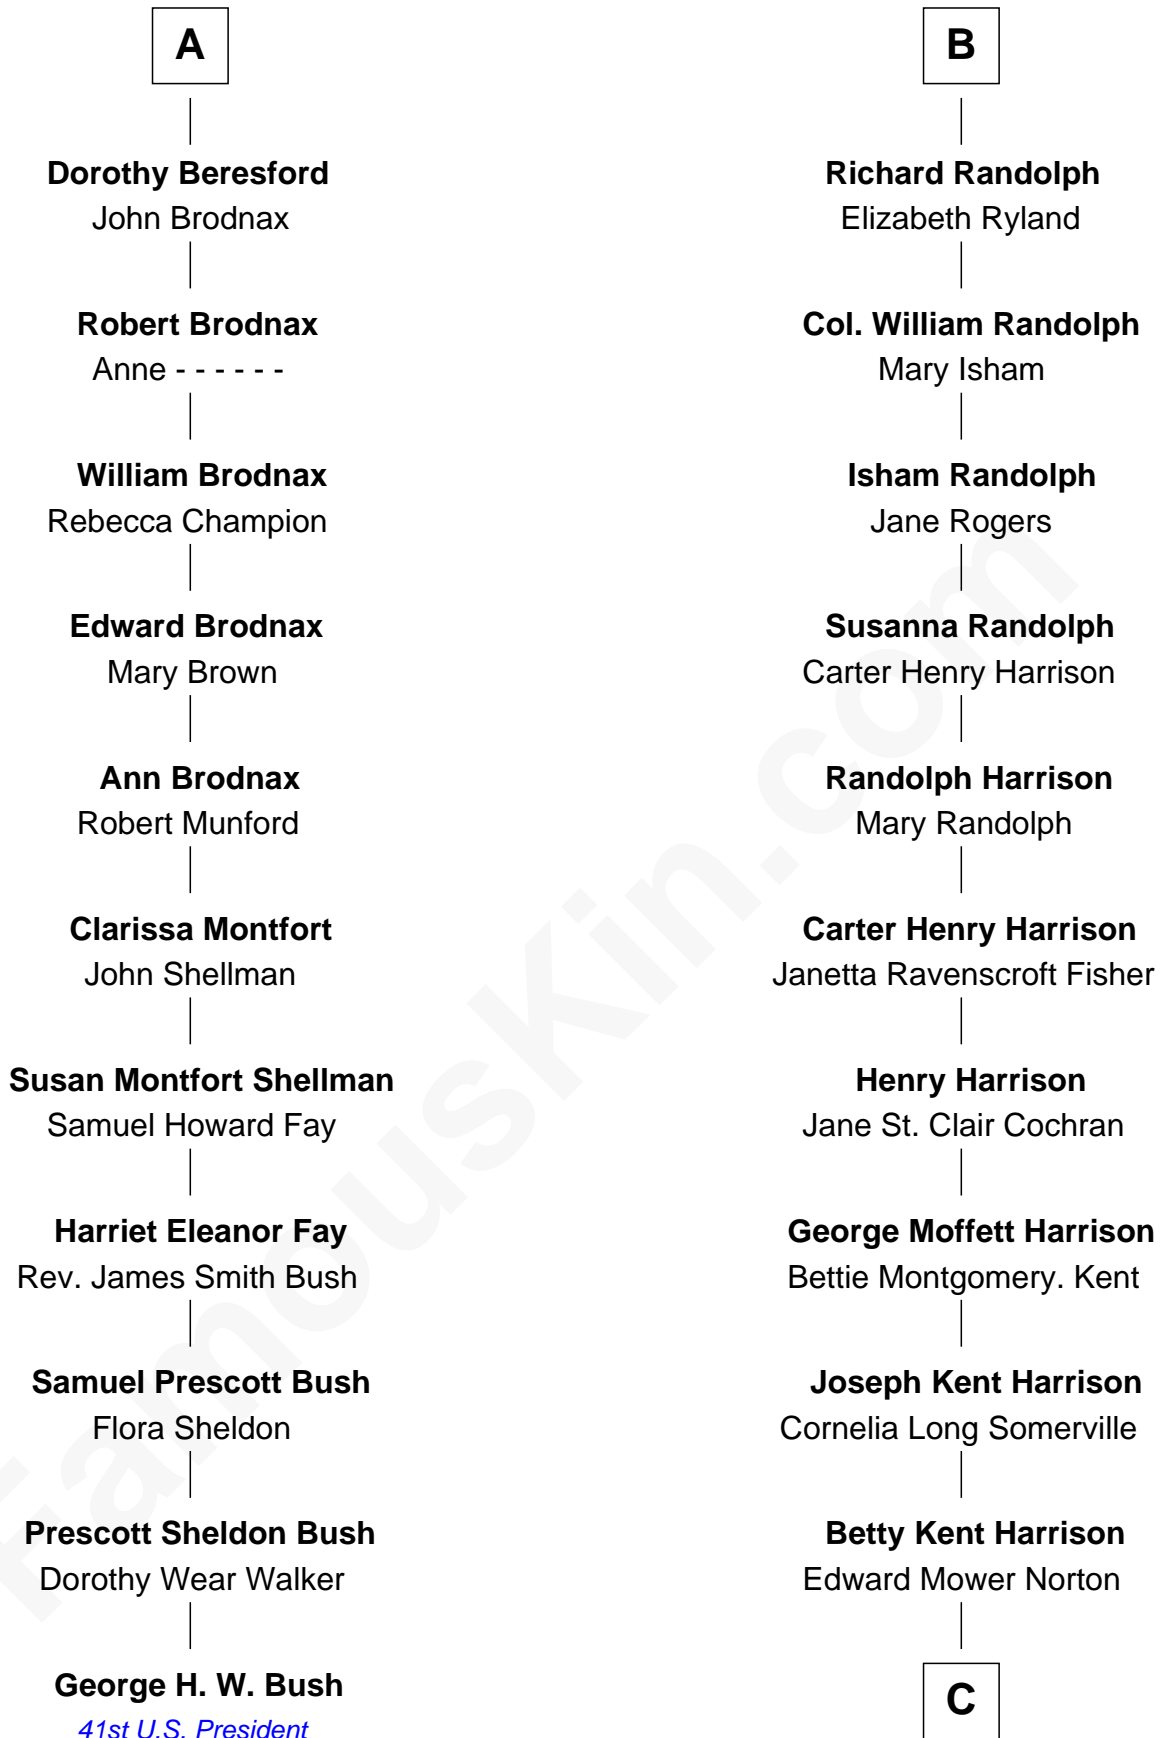 A
Dorothy Beresford
John Brodnax
Robert Brodnax
Anne - - - - - -
William Brodnax
Rebecca Champion
Edward Brodnax
Mary Brown
Ann Brodnax
Robert Munford
Clarissa Montfort
John Shellman
Susan Montfort Shellman
Samuel Howard Fay
Harriet Eleanor Fay
Rev. James Smith Bush
Samuel Prescott Bush
Flora Sheldon
Prescott Sheldon Bush
Dorothy Wear Walker
George H. W. Bush
41st U.S. President
B
Richard Randolph
Elizabeth Ryland
Col. William Randolph
Mary Isham
Isham Randolph
Jane Rogers
Susanna Randolph
Carter Henry Harrison
Randolph Harrison
Mary Randolph
Carter Henry Harrison
Janetta Ravenscroft Fisher
Henry Harrison
Jane St. Clair Cochran
George Moffett Harrison
Bettie Montgomery. Kent
Joseph Kent Harrison
Cornelia Long Somerville
Betty Kent Harrison
Edward Mower Norton
C
FamousKin.com